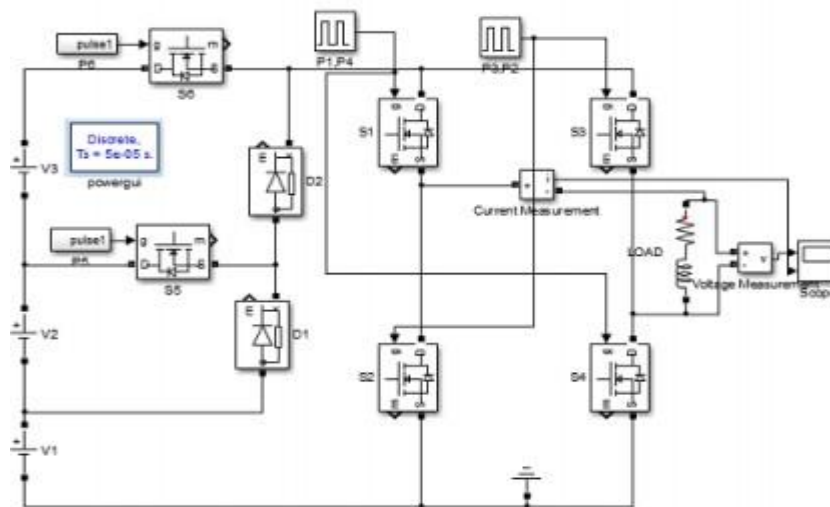 pulse1
g
m
P6
D
S
S6
P1,P4
P3,P2
Discrete,
Ts = 5e-05 s.
powergui
V3
D2
S1
S3
Current Measurement
LOAD
Voltage Measurement
Scope
pulse1
g
m
D
S
S5
V2
D1
S2
S4
V1